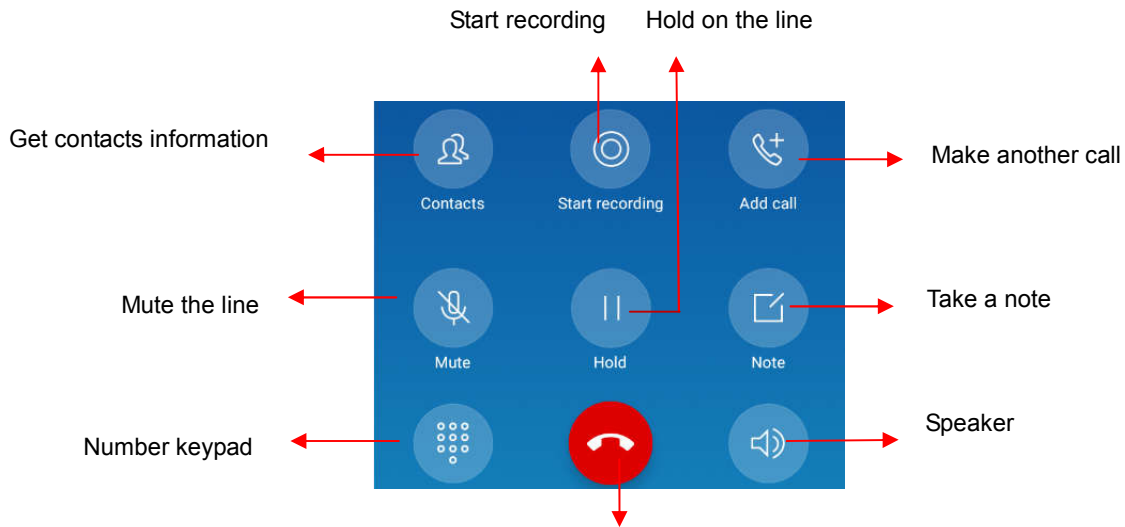 Start recording
Hold on the line
Get contacts information
Make another call
Contacts
Start recording
Add call
Mute the line
Take a note
Mute
Hold
Note
Number keypad
Speaker